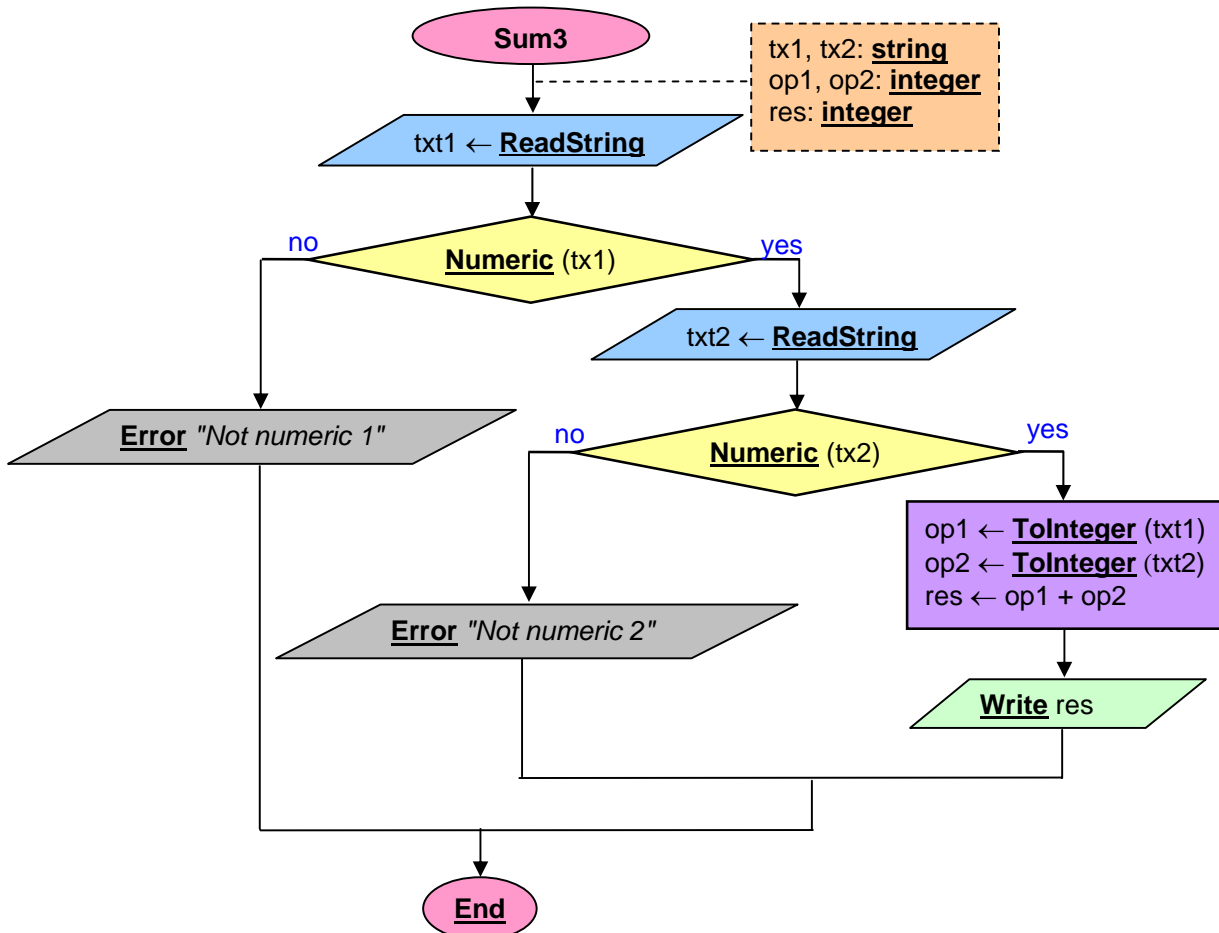 Sum3
tx1, tx2: string
op1, op2: integer
res: integer
txt1 ← ReadString
no
Numeric (tx1)
yes
txt2 ← ReadString
Error "Not numeric 1"
no
Numeric (tx2)
yes
op1 ← ToInteger (txt1)
op2 ← ToInteger (txt2)
res ← op1 + op2
Error "Not numeric 2"
Write res
End